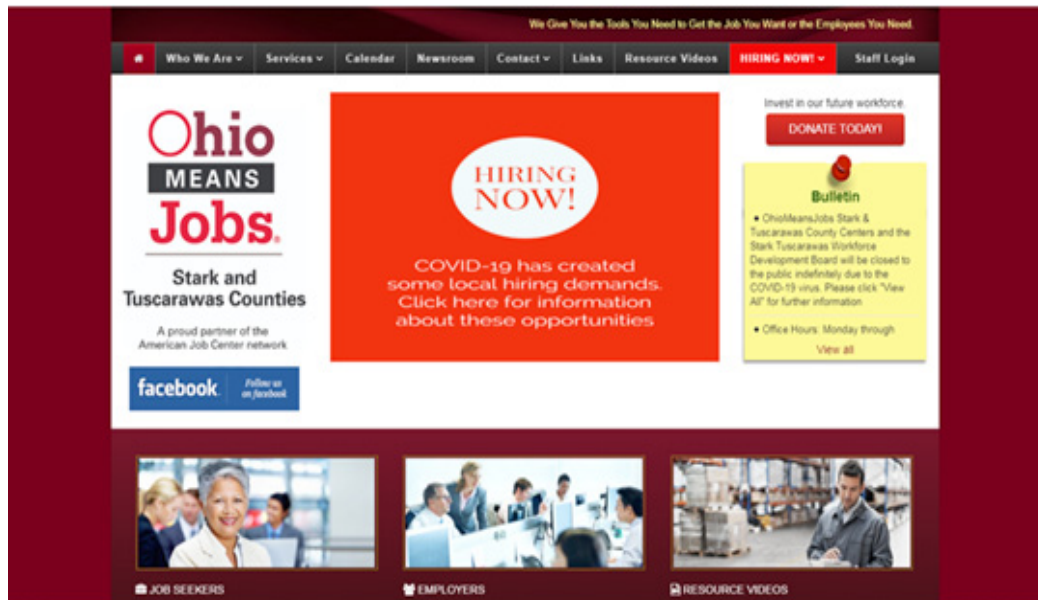 We Give You the Tools You Need to Get the Job You Want or the Employees You Need.
Who We Are Services Calendar Newsroom Contact Links Resource Videos HIRING NOW! Staff Login
Ohio
MEANS
Jobs.
Stark and
Tuscarawas Counties
A proud partner of the
American Job Center network
facebook.
Follow us
on facebook
HIRING
NOW!
COVID-19 has created
some local hiring demands.
Click here for information
about these opportunities
Invest in our future workforce.
DONATE TODAY!
Bulletin
• OhioMeansJobs Stark &
Tuscarawas County Centers and the
Stark Tuscarawas Workforce
Development Board will be closed to
the public indefinitely due to the
COVID-19 virus. Please click "View
All" for further information
• Office Hours: Monday through
View all
JOB SEEKERS
EMPLOYERS
RESOURCE VIDEOS